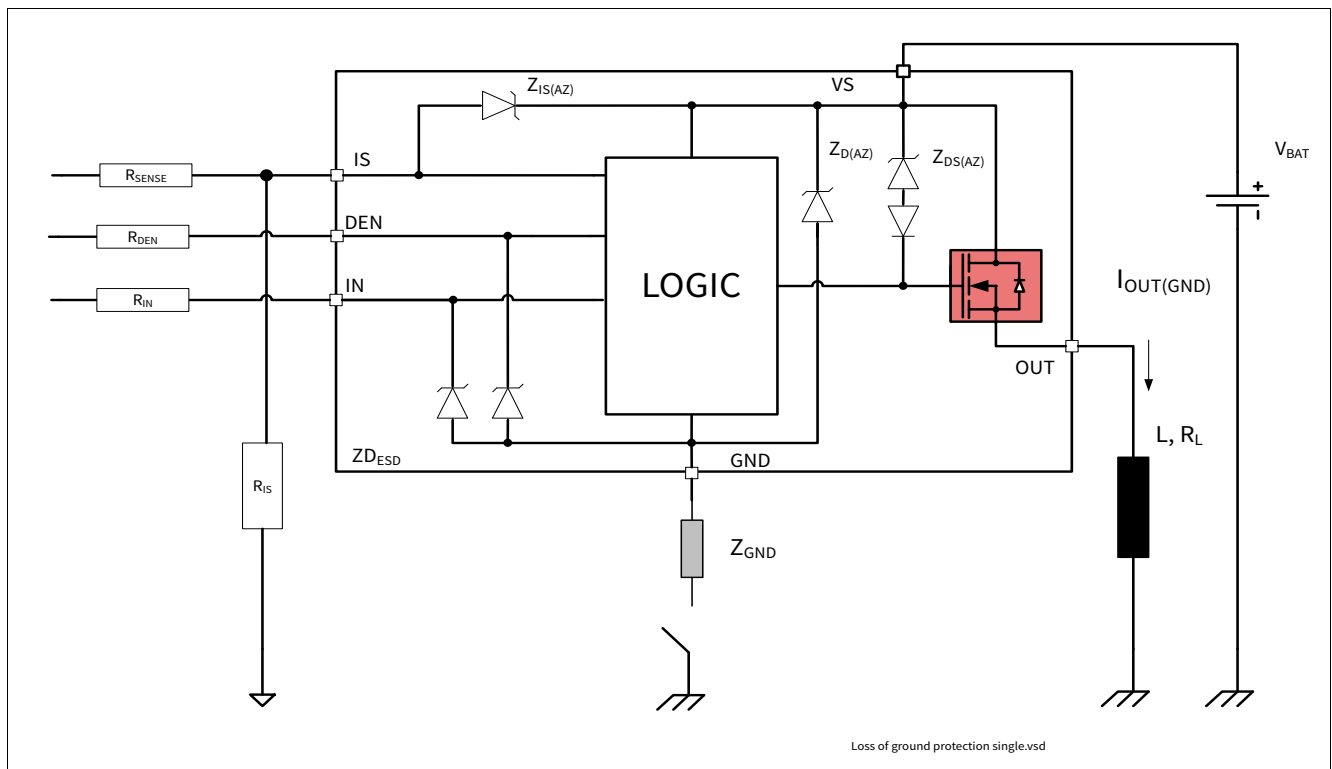 ZIS(AZ)
VS
IS
RSENSE
ZD(AZ)
ZDS(AZ)
VBAT
+
-
DEN
RDEN
IN
RIN
LOGIC
IOUT(GND)
OUT
L, RL
ZDESD
GND
RIS
ZGND
Loss of ground protection single.vsd